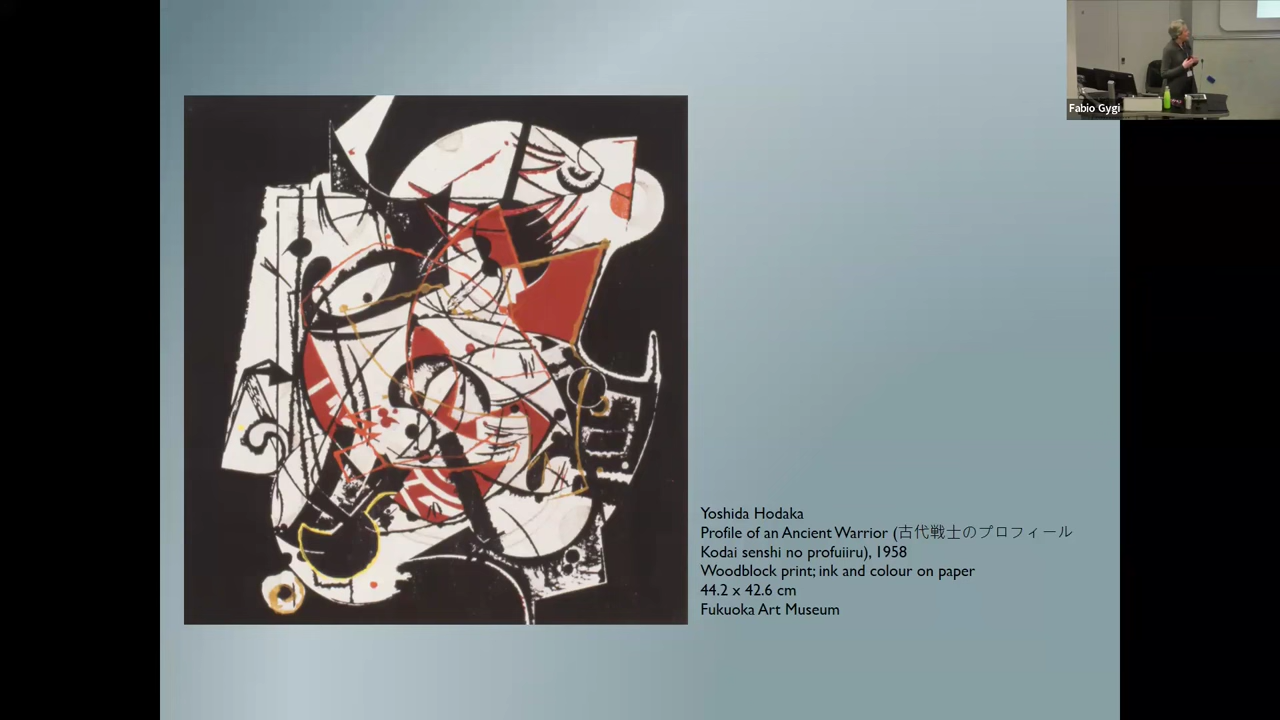 Fabio Gygi
Yoshida Hodaka
Profile of an Ancient Warrior (古代戦士のプロフィール
Kodai senshi no profuiiru), 1958
Woodblock print; ink and colour on paper
44.2 x 42.6 cm
Fukuoka Art Museum